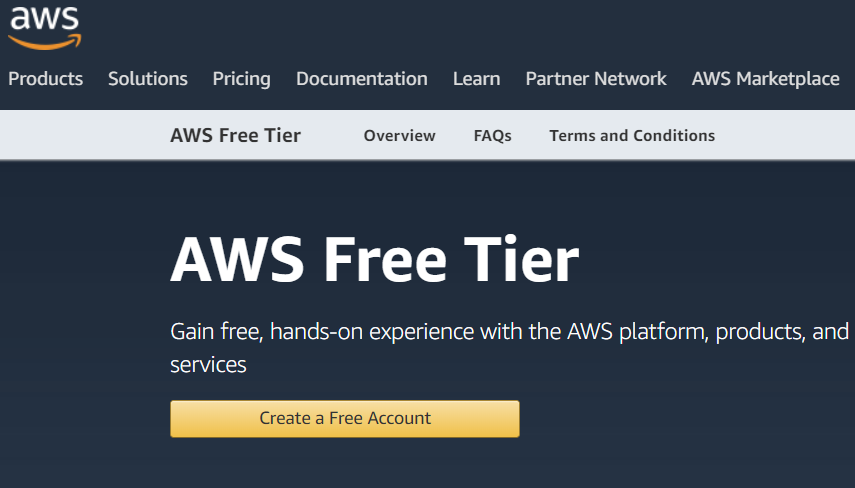 aws
Products Solutions Pricing Documentation Learn Partner Network AWS Marketplace
AWS Free Tier Overview FAQs Terms and Conditions
AWS Free Tier
Gain free, hands-on experience with the AWS platform, products, and
services
Create a Free Account